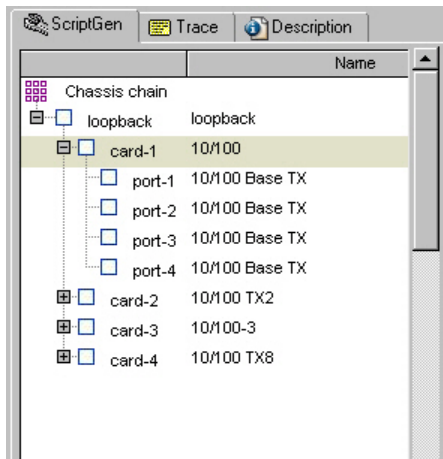 ScriptGen Trace Description
Name
Chassis chain
loopback loopback
card-1 10/100
port-1 10/100 Base TX
port-2 10/100 Base TX
port-3 10/100 Base TX
port-4 10/100 Base TX
card-2 10/100 TX2
card-3 10/100-3
card-4 10/100 TX8